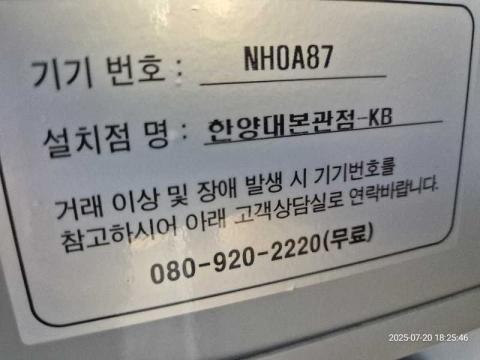 기기 번호 : NH0A87
설치점 명 : 한양대본관점-KB
거래 이상 및 장애 발생 시 기기번호를
참고하시어 아래 고객상담실로 연락바랍니다.
080-920-2220(무료)
2025-07-20 18:25:46